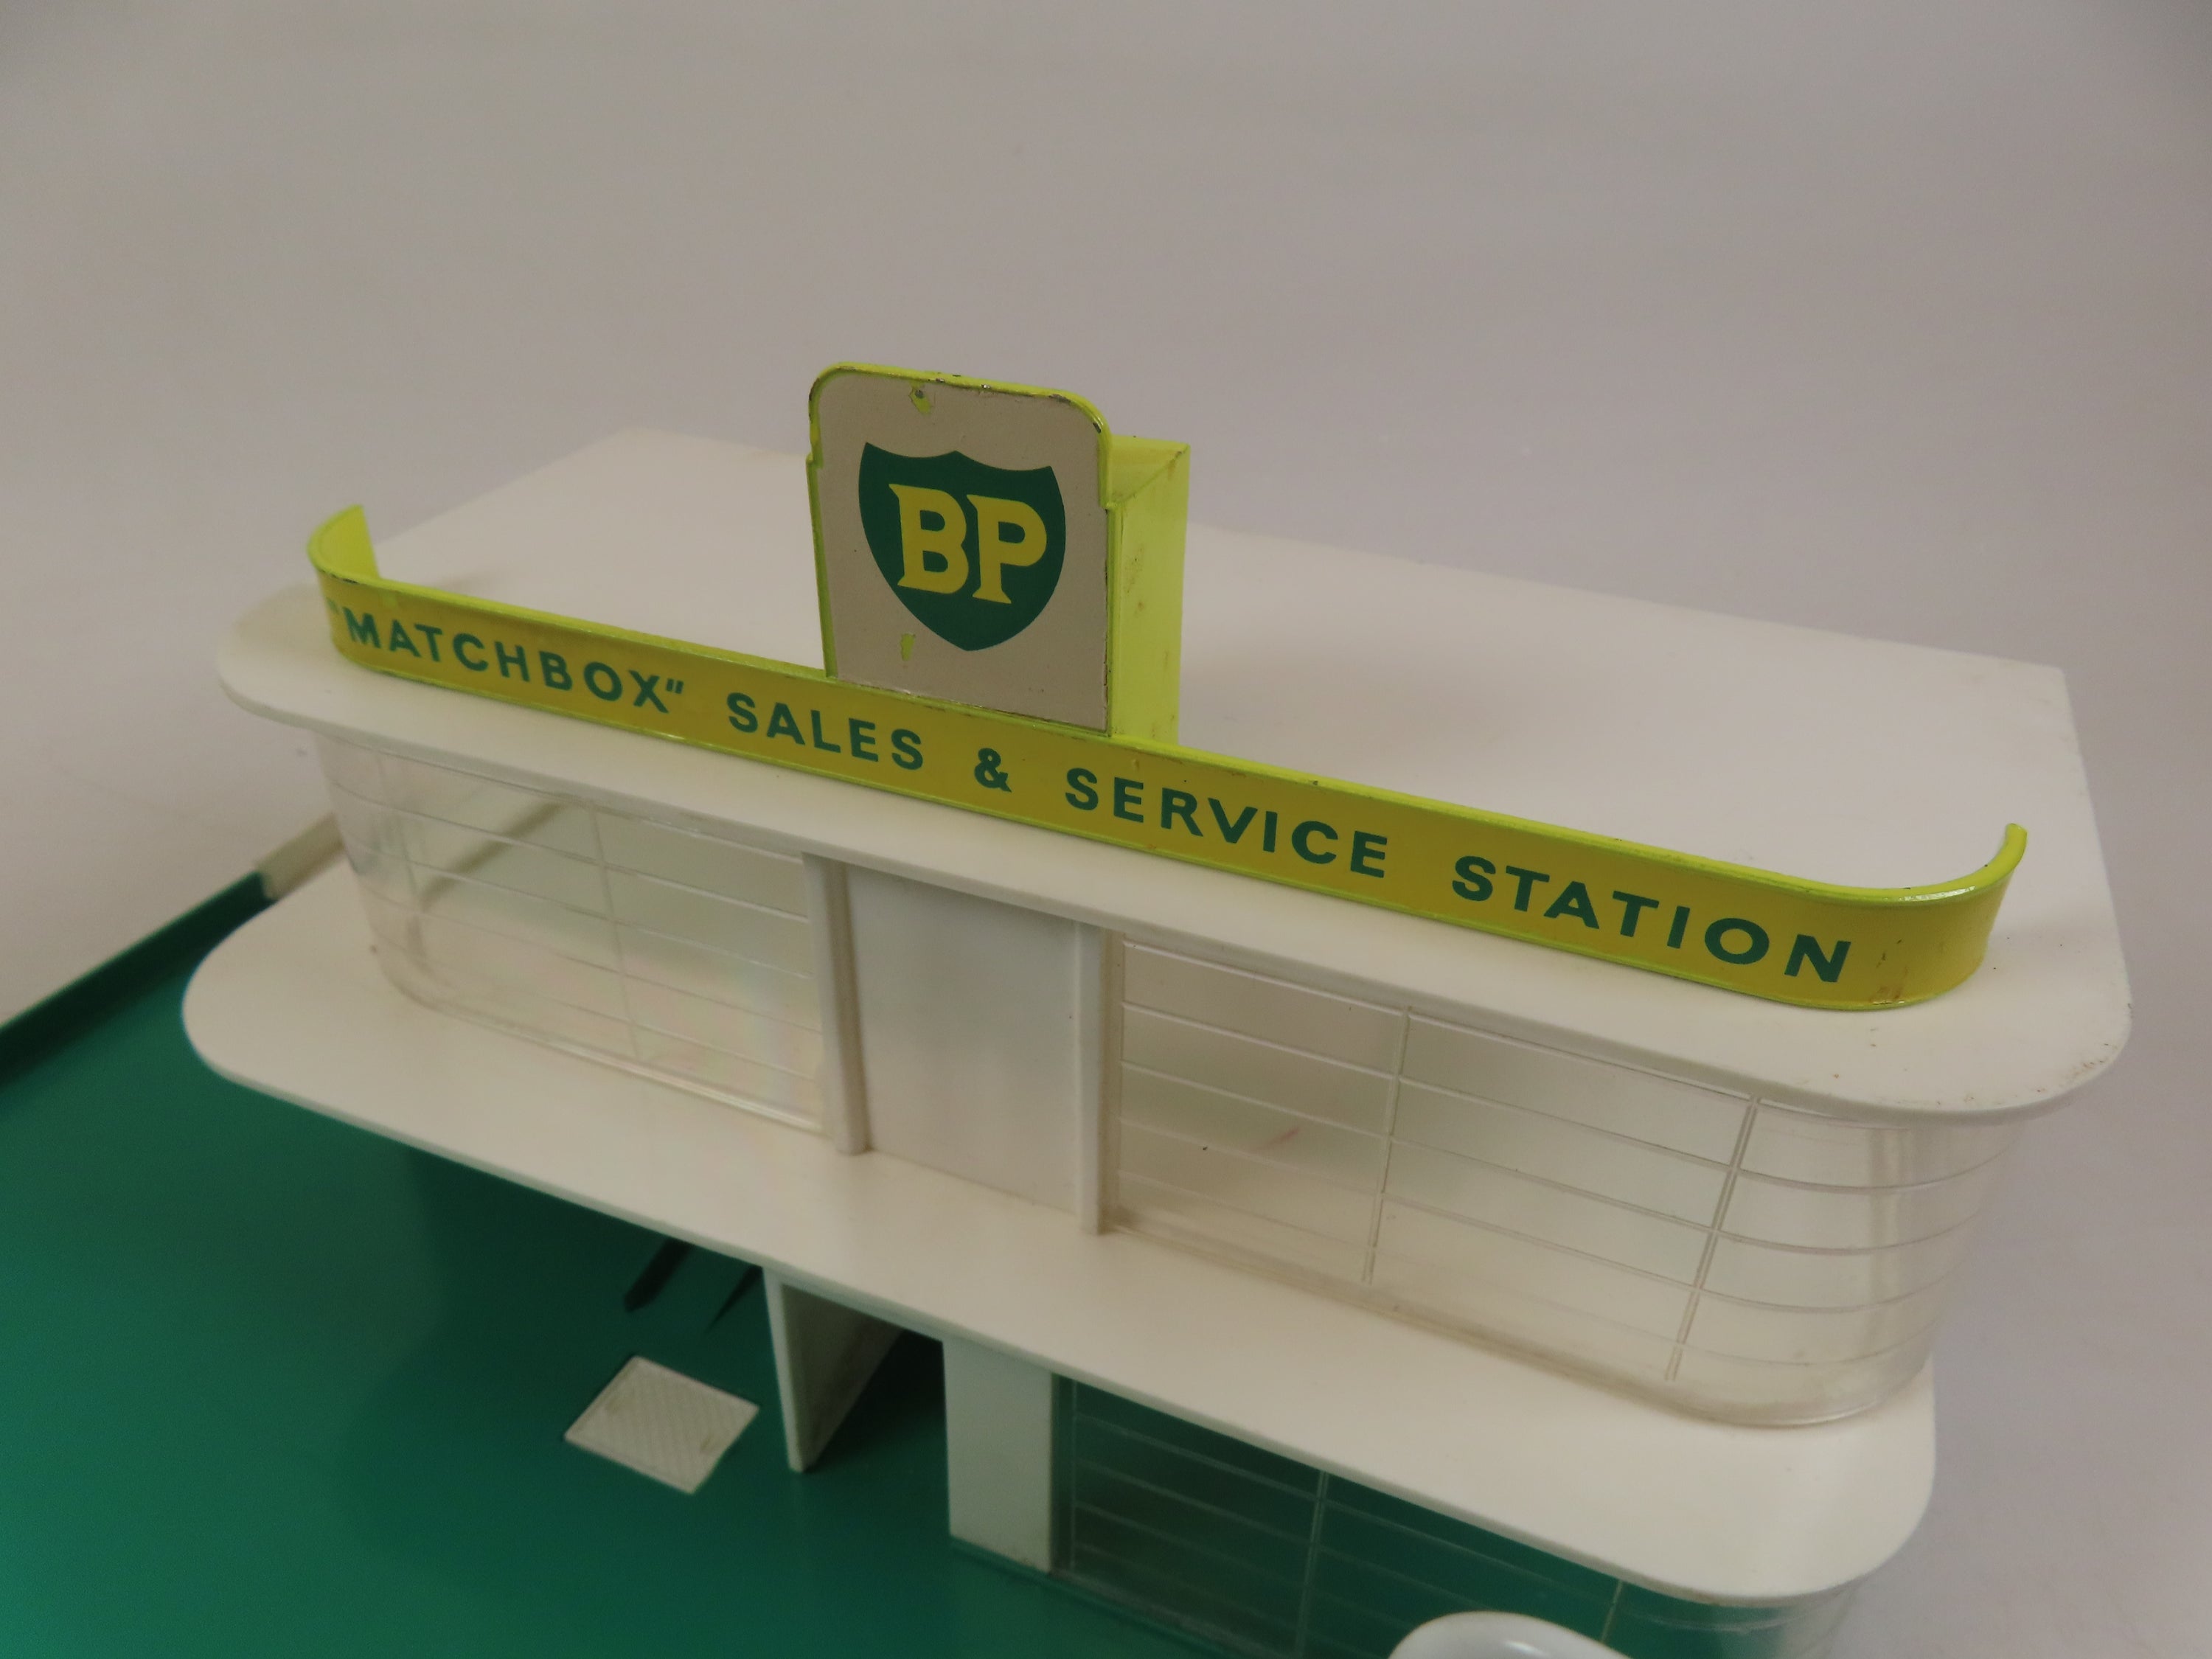 BP
"MATCHBOX" SALES & SERVICE STATION